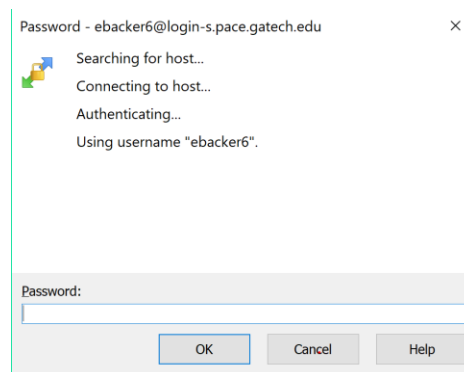 Password - ebacker6@login-s.pace.gatech.edu
Searching for host...
Connecting to host...
Authenticating...
Using username "ebacker6".
Password:
OK Cancel Help